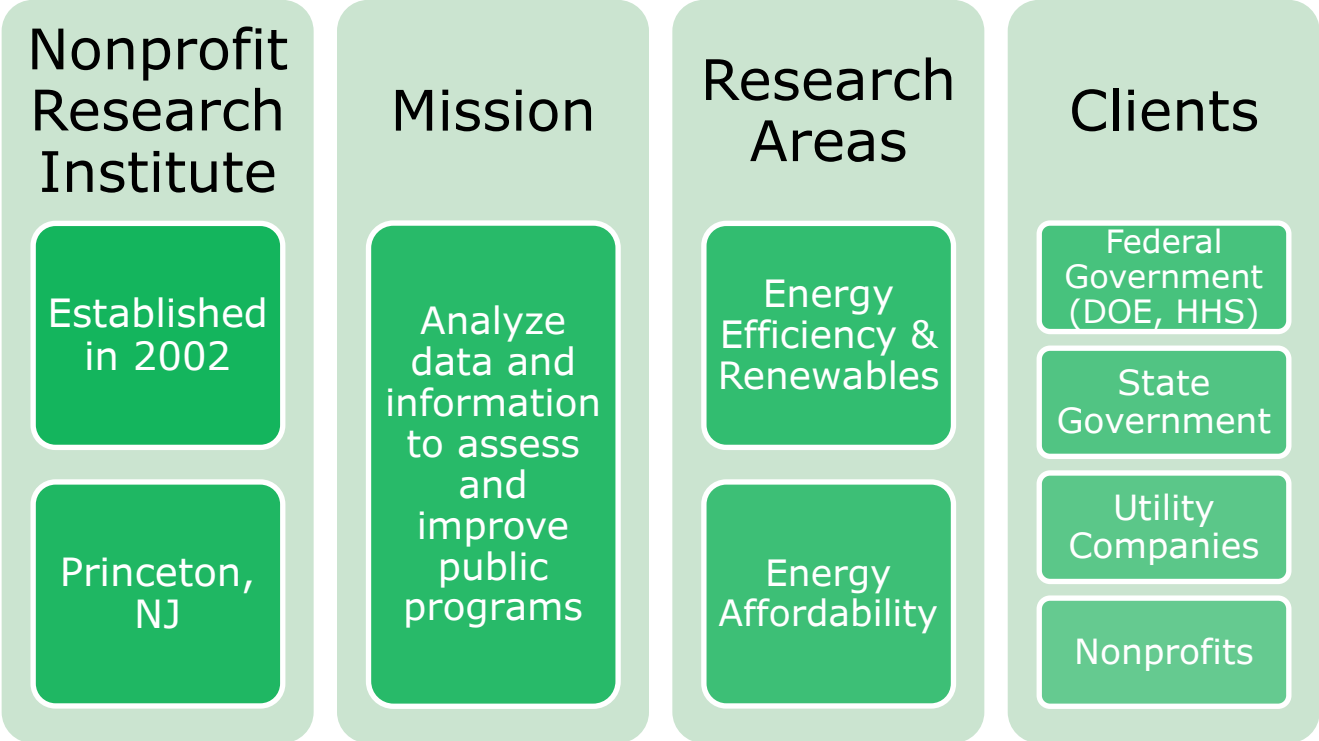 Nonprofit
Research
Institute
Established
in 2002
Princeton,
NJ
Mission
Analyze
data and
information
to assess
and
improve
public
programs
Research
Areas
Energy
Efficiency &
Renewables
Energy
Affordability
Clients
Federal
Government
(DOE, HHS)
State
Government
Utility
Companies
Nonprofits